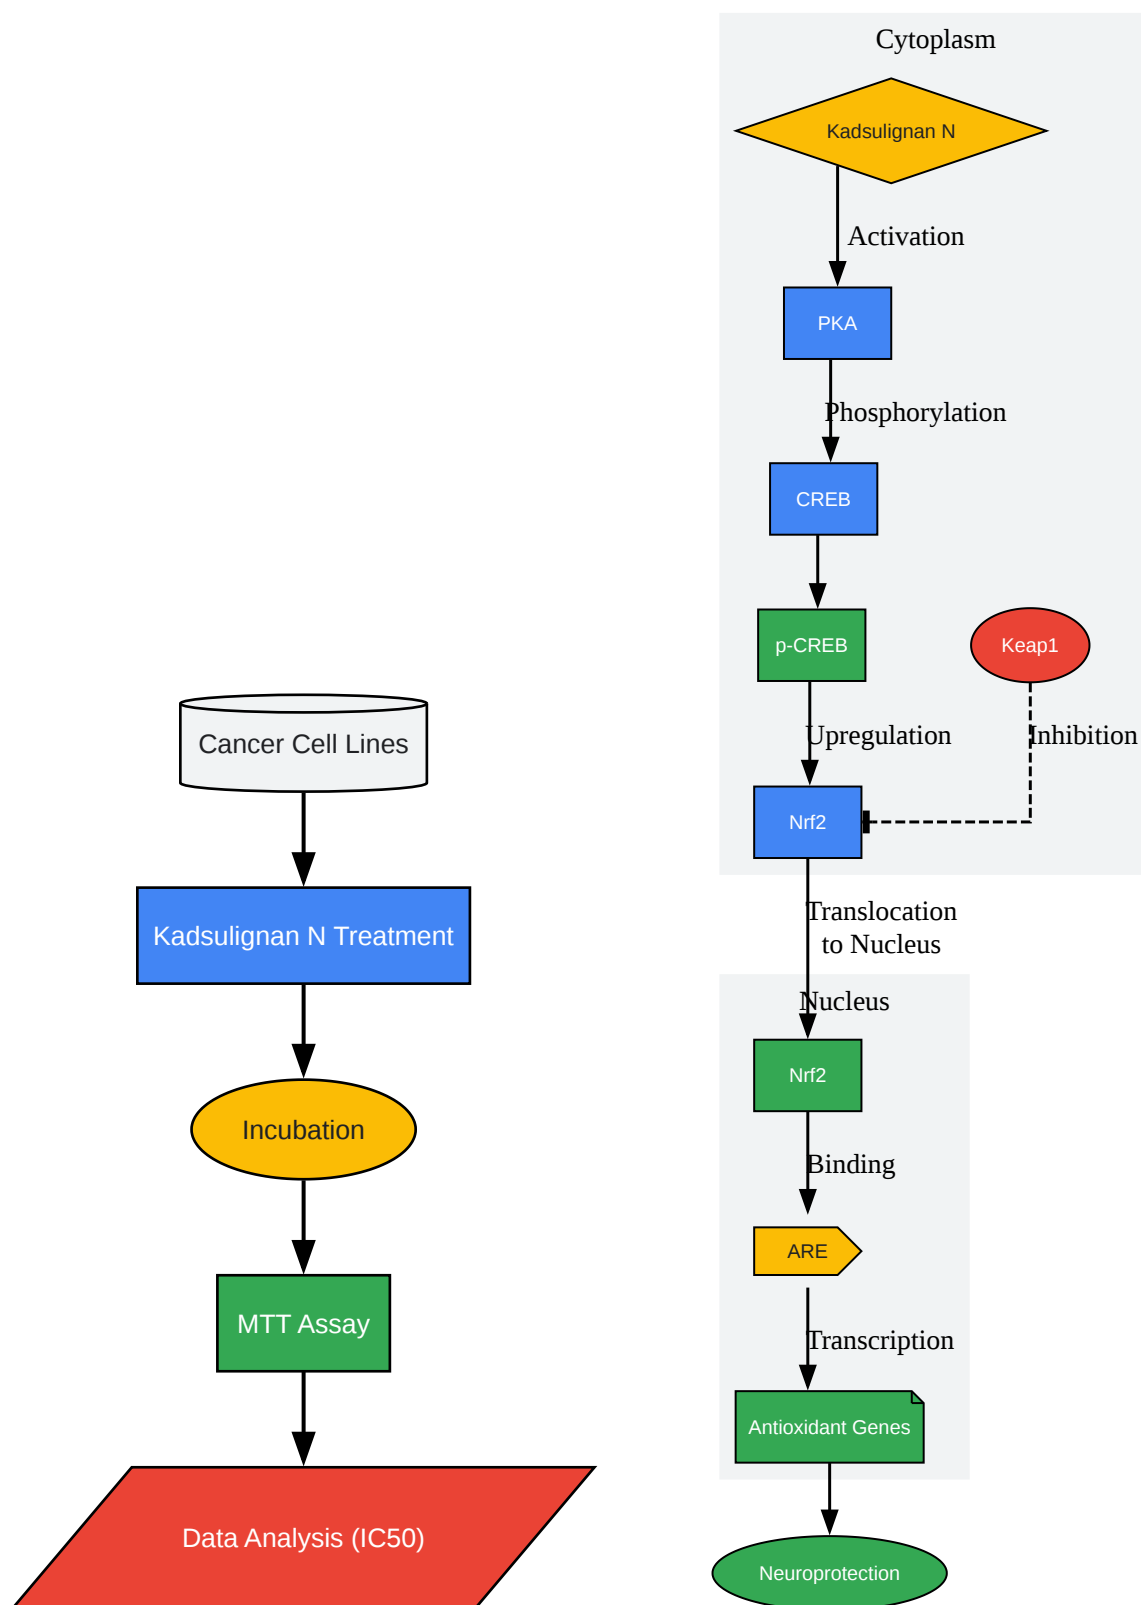 Cancer Cell Lines
Kadsulignan N Treatment
Incubation
MTT Assay
Data Analysis (IC50)
Cytoplasm
Kadsulignan N
Activation
PKA
Phosphorylation
CREB
p-CREB
Keap1
Upregulation
Inhibition
Nrf2
Translocation
to Nucleus
Nucleus
Nrf2
Binding
ARE
Transcription
Antioxidant Genes
Neuroprotection